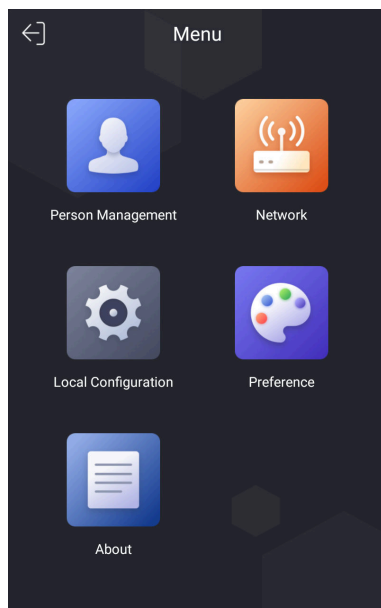 Menu
Person Management
Network
Local Configuration
Preference
About